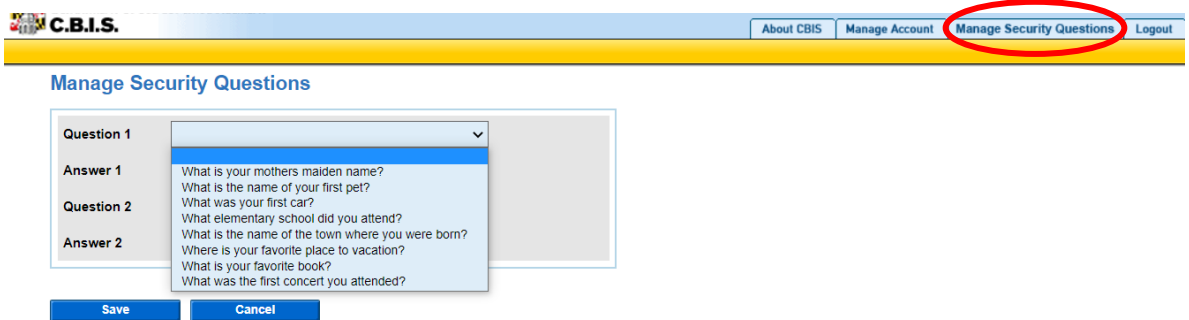 C.B.I.S.
About CBIS Manage Account Manage Security Questions Logout
Manage Security Questions
Question 1
Answer 1
Question 2
Answer 2
What is your mothers maiden name?
What is the name of your first pet?
What was your first car?
What elementary school did you attend?
What is the name of the town where you were born?
Where is your favorite place to vacation?
What is your favorite book?
What was the first concert you attended?
Save Cancel